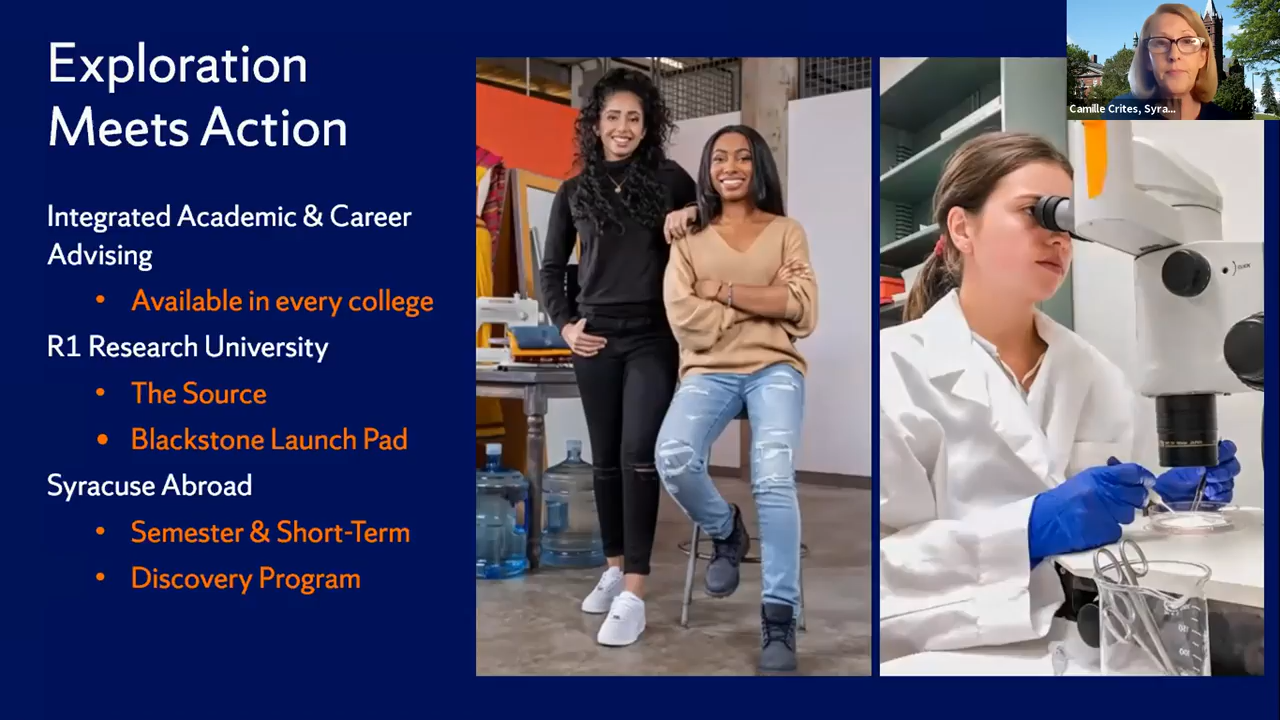 Exploration
Meets Action
Integrated Academic & Career
Advising
• Available in every college
R1 Research University
• The Source
• Blackstone Launch Pad
Syracuse Abroad
• Semester & Short-Term
• Discovery Program
Camille Crites, Syra...